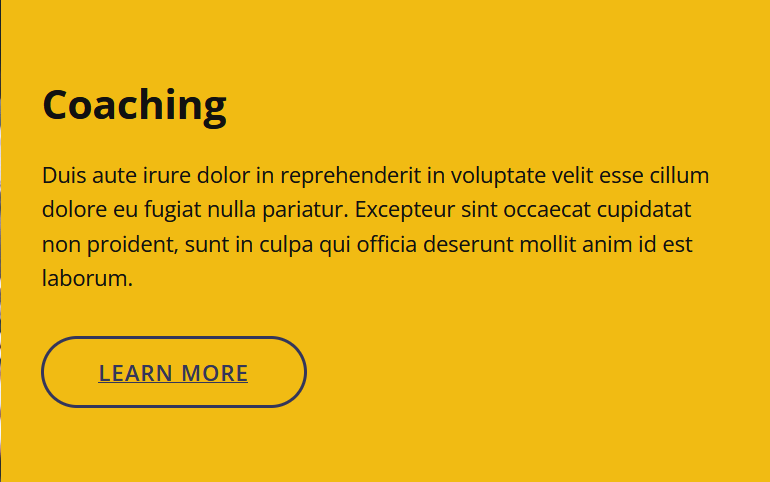 Coaching
Duis aute irure dolor in reprehenderit in voluptate velit esse cillum
dolore eu fugiat nulla pariatur. Excepteur sint occaecat cupidatat
non proident, sunt in culpa qui officia deserunt mollit anim id est
laborum.
LEARN MORE